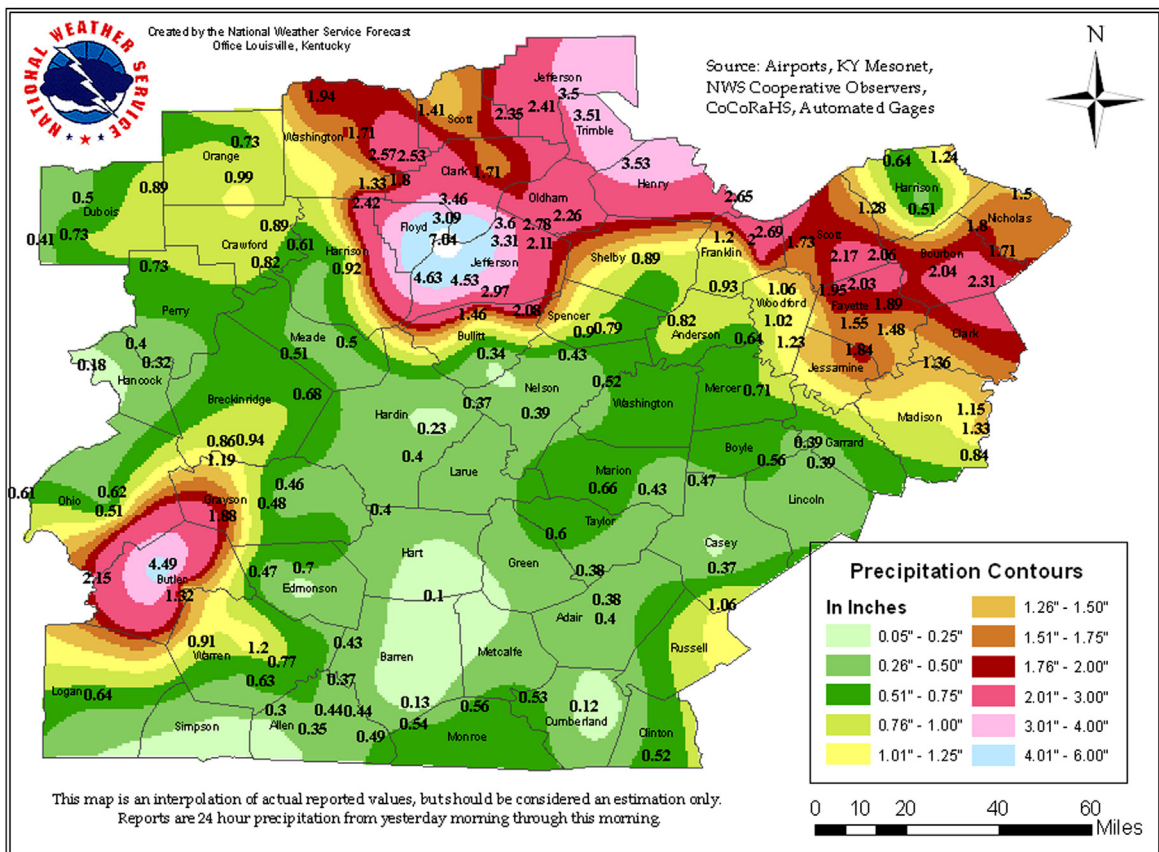 NATIONAL WEATHER SERVICE
Created by the National Weather Service Forecast
Office Louisville, Kentucky
N
Source: Airports, KY Mesonet,
NWS Cooperative Observers,
CoCoRaHS, Automated Gages
Jefferson
3.5
1.94
1.41
Scott
2.35
2.41
3.51
Trimble
Washington
1.71
0.73
Orange
2.57
2.53
Clark
1.71
3.53
0.64
1.24
0.99
0.89
1.33
1.8
Henry
Harrison
0.5
Dubois
2.42
3.46
Oldham
2.65
0.51
1.5
0.41
0.73
0.89
Floyd
3.09
3.6
2.78
2.26
1.28
Nicholas
Crawford
0.61
Harrison
7.04
3.31
2.11
1.2
2
2.69
1.73
Scott
1.8
0.73
0.82
0.92
Jefferson
Shelby
0.89
Franklin
2.17
2.06
Bourbon
1.71
4.63
4.53
2.97
0.93
1.06
1.95
2.03
2.04
2.31
Perry
1.46
2.08
Spencer
Woodford
Fayette
1.89
Meade
0.5
Bullitt
0.9
0.79
0.82
Anderson
1.02
1.55
1.48
Clark
0.4
0.51
0.34
0.43
0.64
1.23
1.84
0.18
0.32
Hancock
Nelson
0.52
Mercer
0.71
Jessamine
1.36
Breckinridge
0.68
Hardin
0.37
0.39
Washington
Madison
1.15
0.86
0.94
0.23
Boyle
0.39
Garrard
1.33
1.19
0.4
Larue
Marion
0.56
0.39
0.84
0.61
Ohio
0.62
0.51
Grayson
0.46
0.48
0.66
0.43
0.47
Lincoln
1.88
0.4
Taylor
0.6
Casey
4.49
2.15
Butler
1.32
0.47
0.7
Edmonson
Hart
Green
0.38
0.37
0.1
0.38
0.4
Adair
1.06
0.91
Warren
1.2
0.77
0.43
Barren
Metcalfe
Russell
Logan
0.64
0.63
0.37
0.53
0.12
Simpson
0.3
Allen
0.35
0.44
0.44
0.13
0.54
0.56
Cumberland
0.49
Monroe
Clinton
0.52
Precipitation Contours
In Inches
0.05" - 0.25"
0.26" - 0.50"
0.51" - 0.75"
0.76" - 1.00"
1.01" - 1.25"
1.26" - 1.50"
1.51" - 1.75"
1.76" - 2.00"
2.01" - 3.00"
3.01" - 4.00"
4.01" - 6.00"
This map is an interpolation of actual reported values, but should be considered an estimation only.
Reports are 24 hour precipitation from yesterday morning through this morning.
0 10 20 40 60
Miles